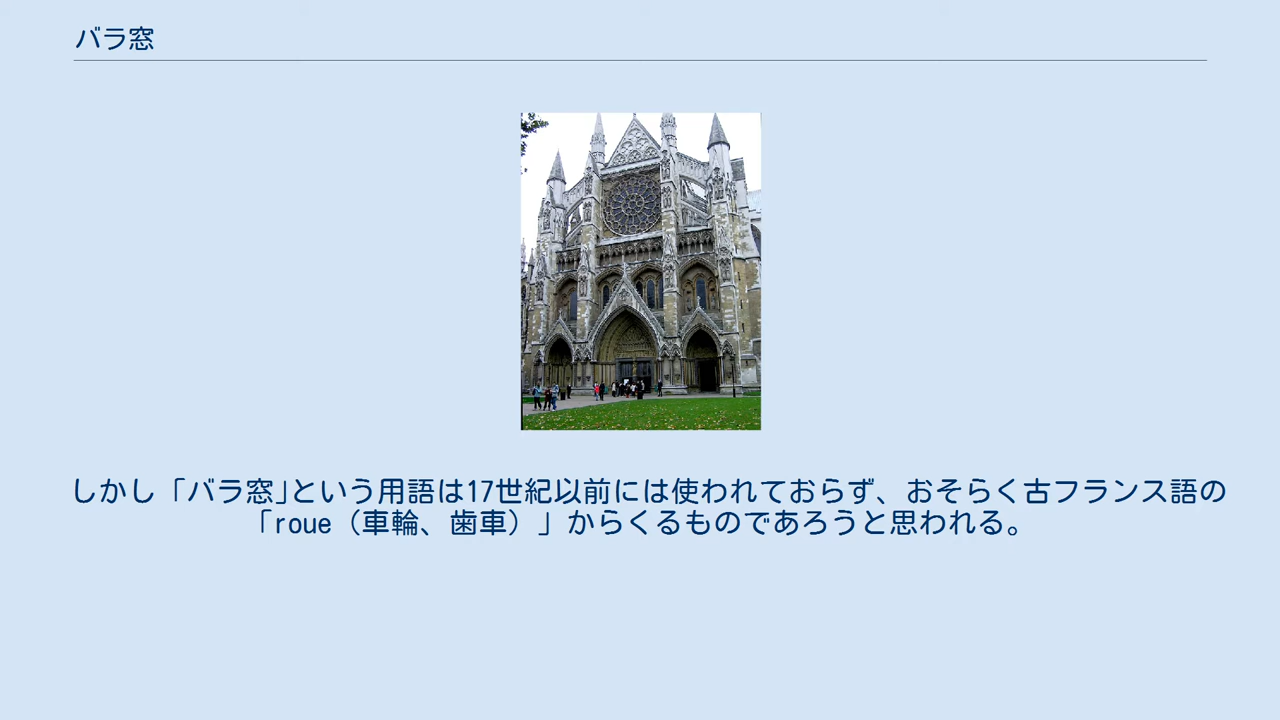 バラ窓
しかし「バラ窓」という用語は17世紀以前には使われておらず、おそらく古フランス語の
「roue（車輪、歯車）」からくるものであろうと思われる。